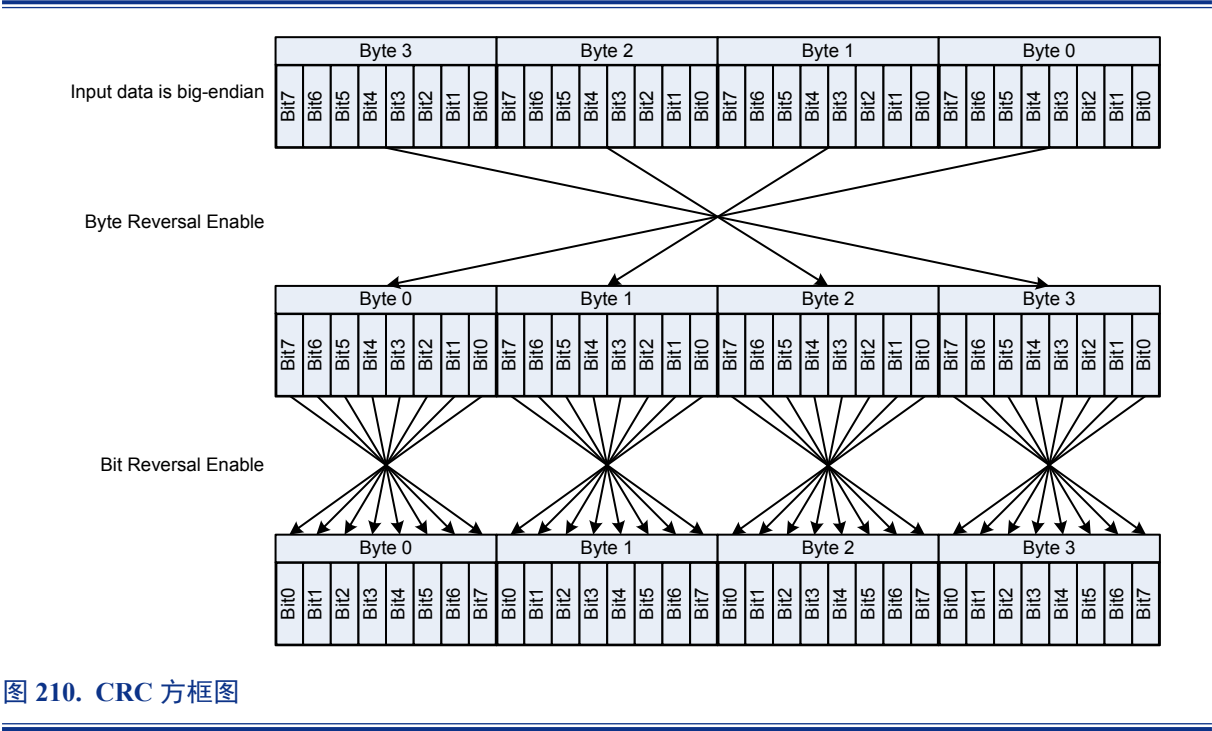 Byte 3 Byte 2 Byte 1 Byte 0
Input data is big-endian
Bit7 Bit6 Bit5 Bit4 Bit3 Bit2 Bit1 Bit0 Bit7 Bit6 Bit5 Bit4 Bit3 Bit2 Bit1 Bit0 Bit7 Bit6 Bit5 Bit4 Bit3 Bit2 Bit1 Bit0 Bit7 Bit6 Bit5 Bit4 Bit3 Bit2 Bit1 Bit0
Byte Reversal Enable
Byte 0 Byte 1 Byte 2 Byte 3
Bit7 Bit6 Bit5 Bit4 Bit3 Bit2 Bit1 Bit0 Bit7 Bit6 Bit5 Bit4 Bit3 Bit2 Bit1 Bit0 Bit7 Bit6 Bit5 Bit4 Bit3 Bit2 Bit1 Bit0 Bit7 Bit6 Bit5 Bit4 Bit3 Bit2 Bit1 Bit0
Bit Reversal Enable
Byte 0 Byte 1 Byte 2 Byte 3
Bit0 Bit1 Bit2 Bit3 Bit4 Bit5 Bit6 Bit7 Bit0 Bit1 Bit2 Bit3 Bit4 Bit5 Bit6 Bit7 Bit0 Bit1 Bit2 Bit3 Bit4 Bit5 Bit6 Bit7 Bit0 Bit1 Bit2 Bit3 Bit4 Bit5 Bit6 Bit7
图 210. CRC 方框图